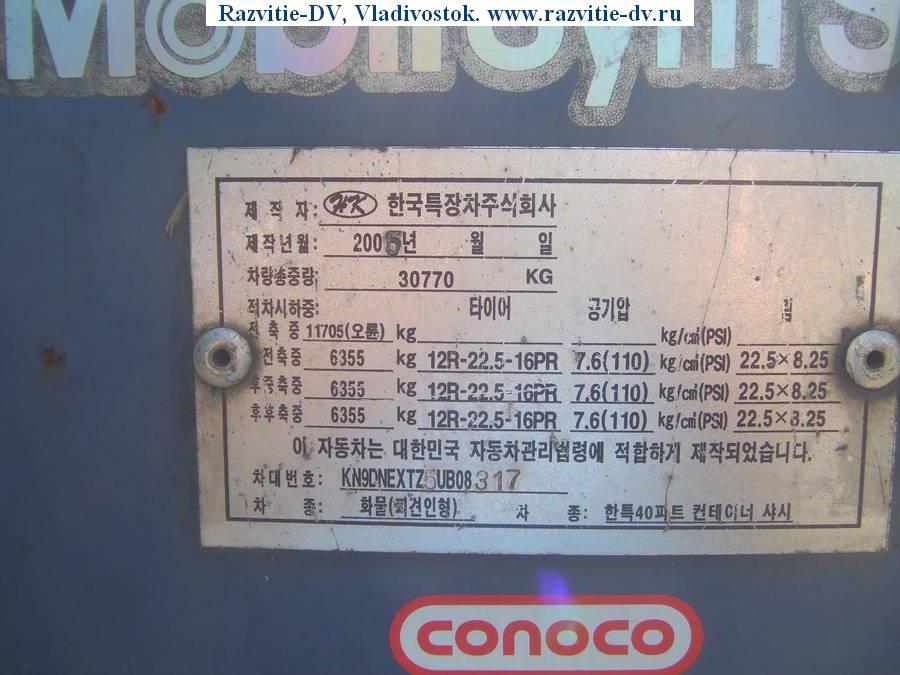 Razvitie-DV, Vladivostok. www.razvitie-dv.ru
제 작 자: HK 한국특장차주식회사
제작년월: 2005년 월 일
차량총중량: 30770 KG
적차시하중: 타이어 공기압 휠
전 축 중 11705(오륜) kg kg/㎠(PSI)
전축중 6355 kg 12R-22.5-16PR 7.6(110) kg/㎠(PSI) 22.5×8.25
후중축중 6355 kg 12R-22.5-16PR 7.6(110) kg/㎠(PSI) 22.5×8.25
후후축중 6355 kg 12R-22.5-16PR 7.6(110) kg/㎠(PSI) 22.5×8.25
이 자동차는 대한민국 자동차관리법령에 적합하게 제작되었습니다.
차대번호: KN9DNEXTZ5UB08317
차 종: 화물(피견인형) 차 종: 한특40피트 컨테이너 샤시
conoco